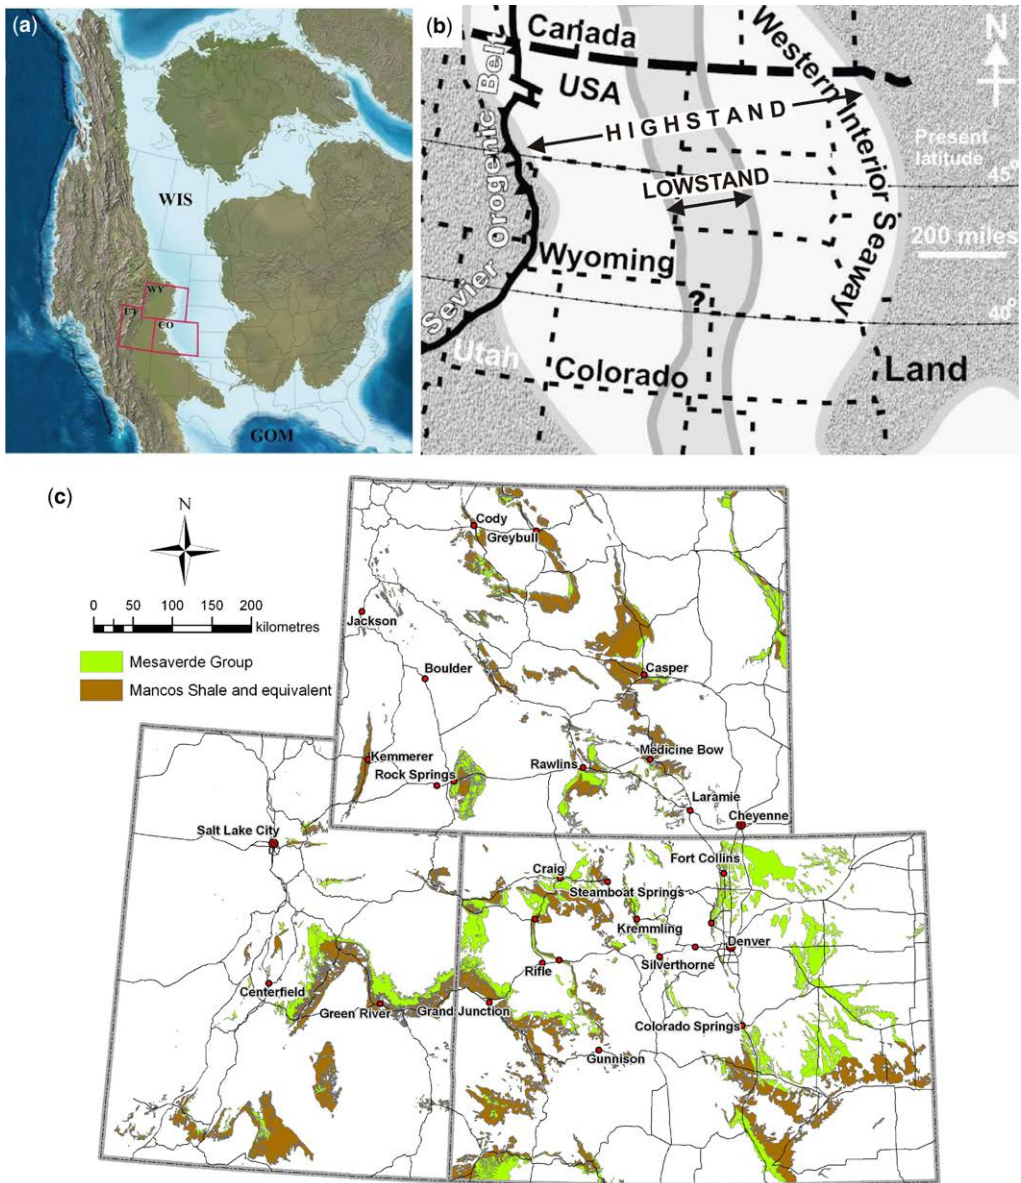 (a)
WIS
WY
UT
CO
GOM
(b)
Canada
USA
N
Western Interior Seaway
HIGHSTAND
LOWSTAND
Present
latitude
45°
200 miles
Sevier Orogenic Belt
Wyoming
?
40°
Utah
Colorado
Land
(c)
N
0 50 100 150 200
kilometres
Mesaverde Group
Mancos Shale and equivalent
Cody
Greybull
Jackson
Boulder
Casper
Kemmerer
Rock Springs
Rawlins
Medicine Bow
Laramie
Cheyenne
Salt Lake City
Fort Collins
Craig
Steamboat Springs
Kremmling
Denver
Silverthorne
Rifle
Centerfield
Green River
Grand Junction
Colorado Springs
Gunnison